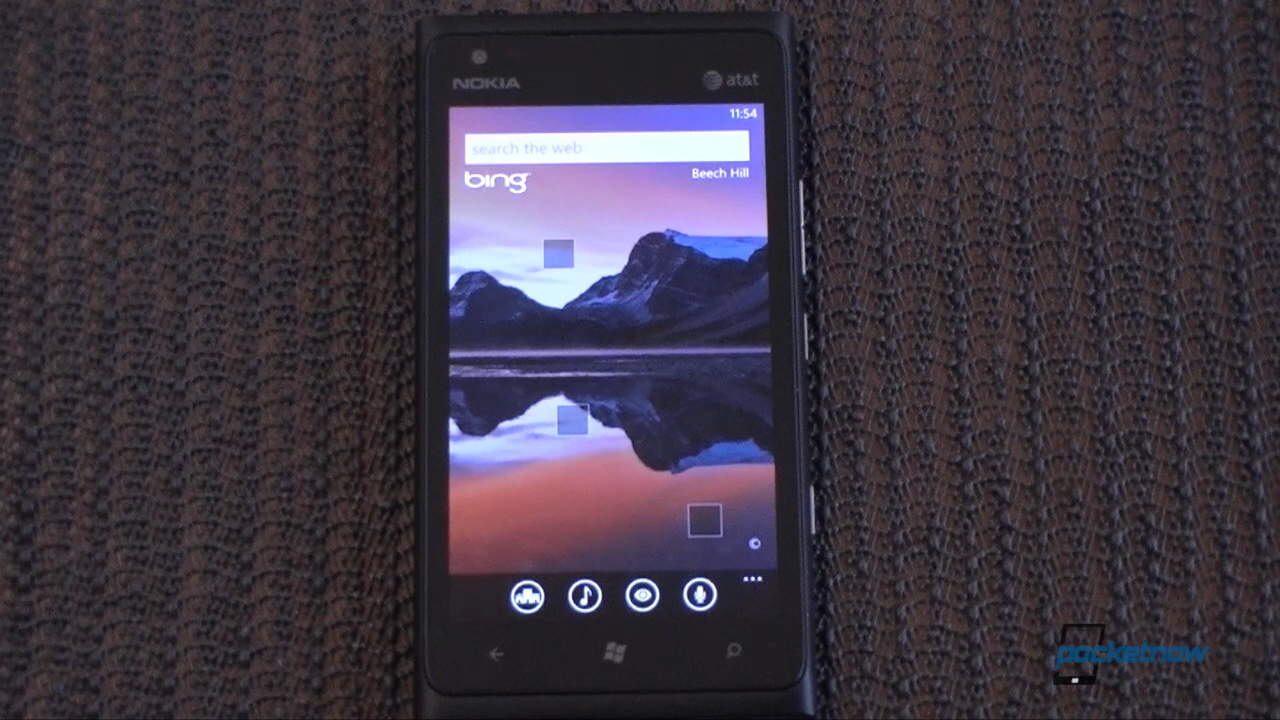 NOKIA
at&t
11:54
search the web
bing
Beech Hill
pocketnow